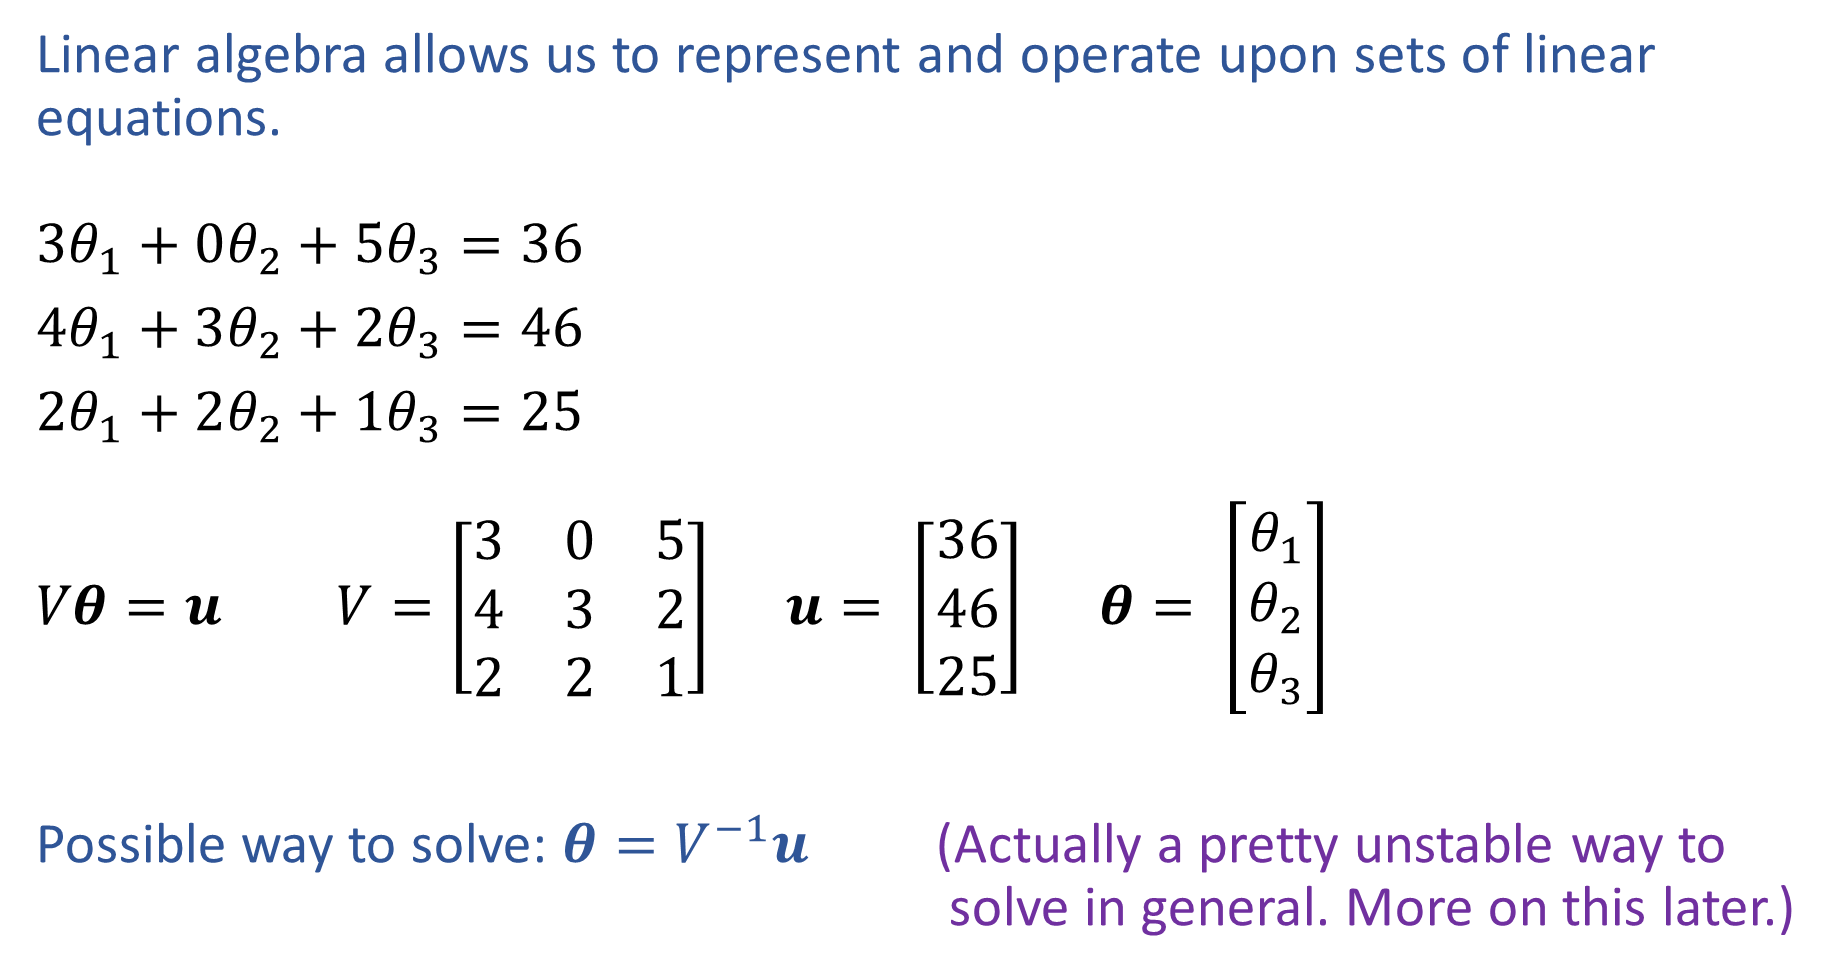 Linear algebra allows us to represent and operate upon sets of linear
equations.
3θ₁ + 0θ₂ + 5θ₃ = 36
4θ₁ + 3θ₂ + 2θ₃ = 46
2θ₁ + 2θ₂ + 1θ₃ = 25
Vθ = u V = [3 0 5; 4 3 2; 2 2 1] u = [36; 46; 25] θ = [θ₁; θ₂; θ₃]
Possible way to solve: θ = V⁻¹u (Actually a pretty unstable way to
solve in general. More on this later.)